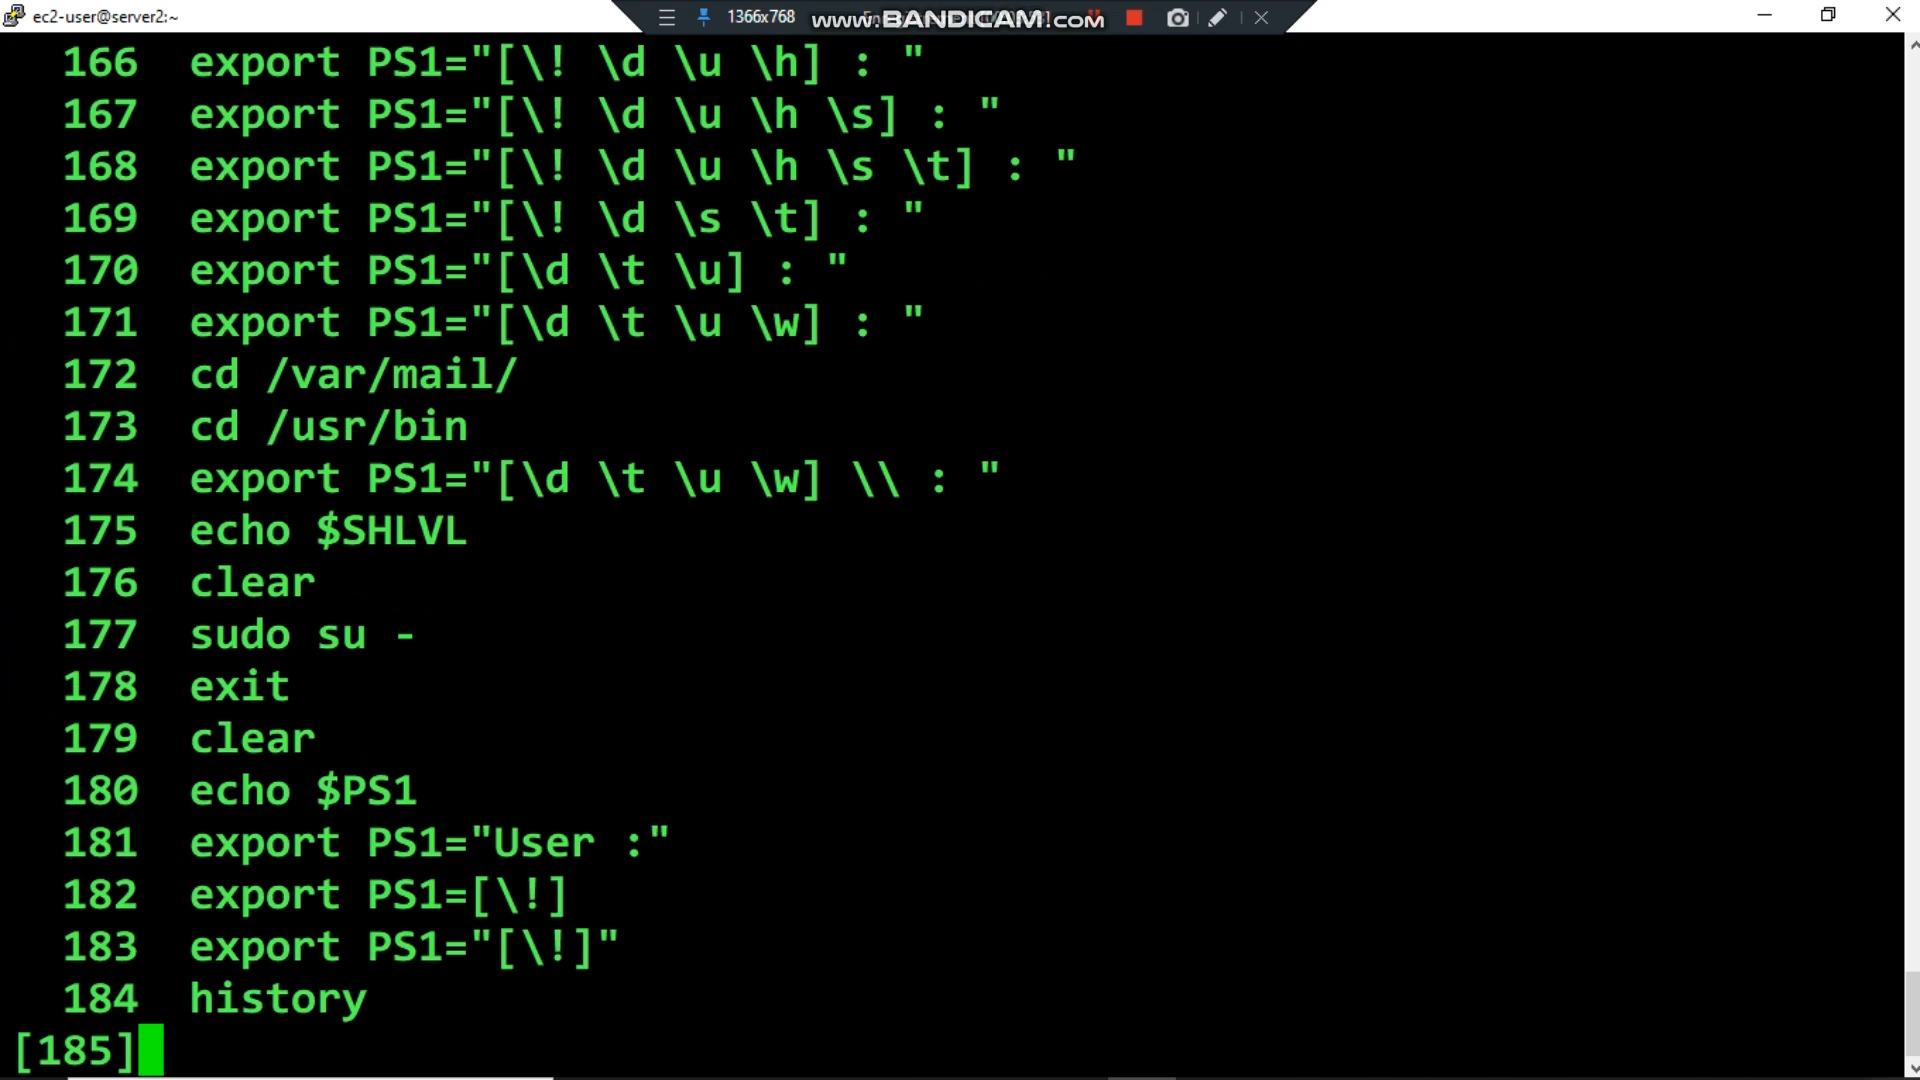 ec2-user@server2:~
1366x768
www.BANDICAM.com
166 export PS1="[\! \d \u \h] : "
167 export PS1="[\! \d \u \h \s] : "
168 export PS1="[\! \d \u \h \s \t] : "
169 export PS1="[\! \d \s \t] : "
170 export PS1="[\d \t \u] : "
171 export PS1="[\d \t \u \w] : "
172 cd /var/mail/
173 cd /usr/bin
174 export PS1="[\d \t \u \w] \\ : "
175 echo $SHLVL
176 clear
177 sudo su -
178 exit
179 clear
180 echo $PS1
181 export PS1="User :"
182 export PS1=[\!]
183 export PS1="[\!]"
184 history
[185]